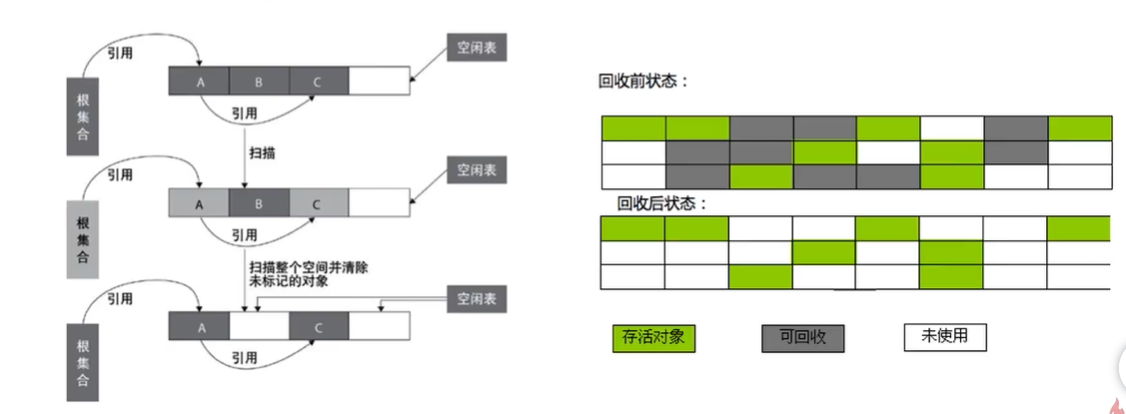 引用
空闲表
根集合
A B C
引用
扫描
引用
空闲表
根集合
A B C
引用
扫描整个空间并清除
未标记的对象
引用
空闲表
根集合
A C
引用
回收前状态：
回收后状态：
存活对象
可回收
未使用